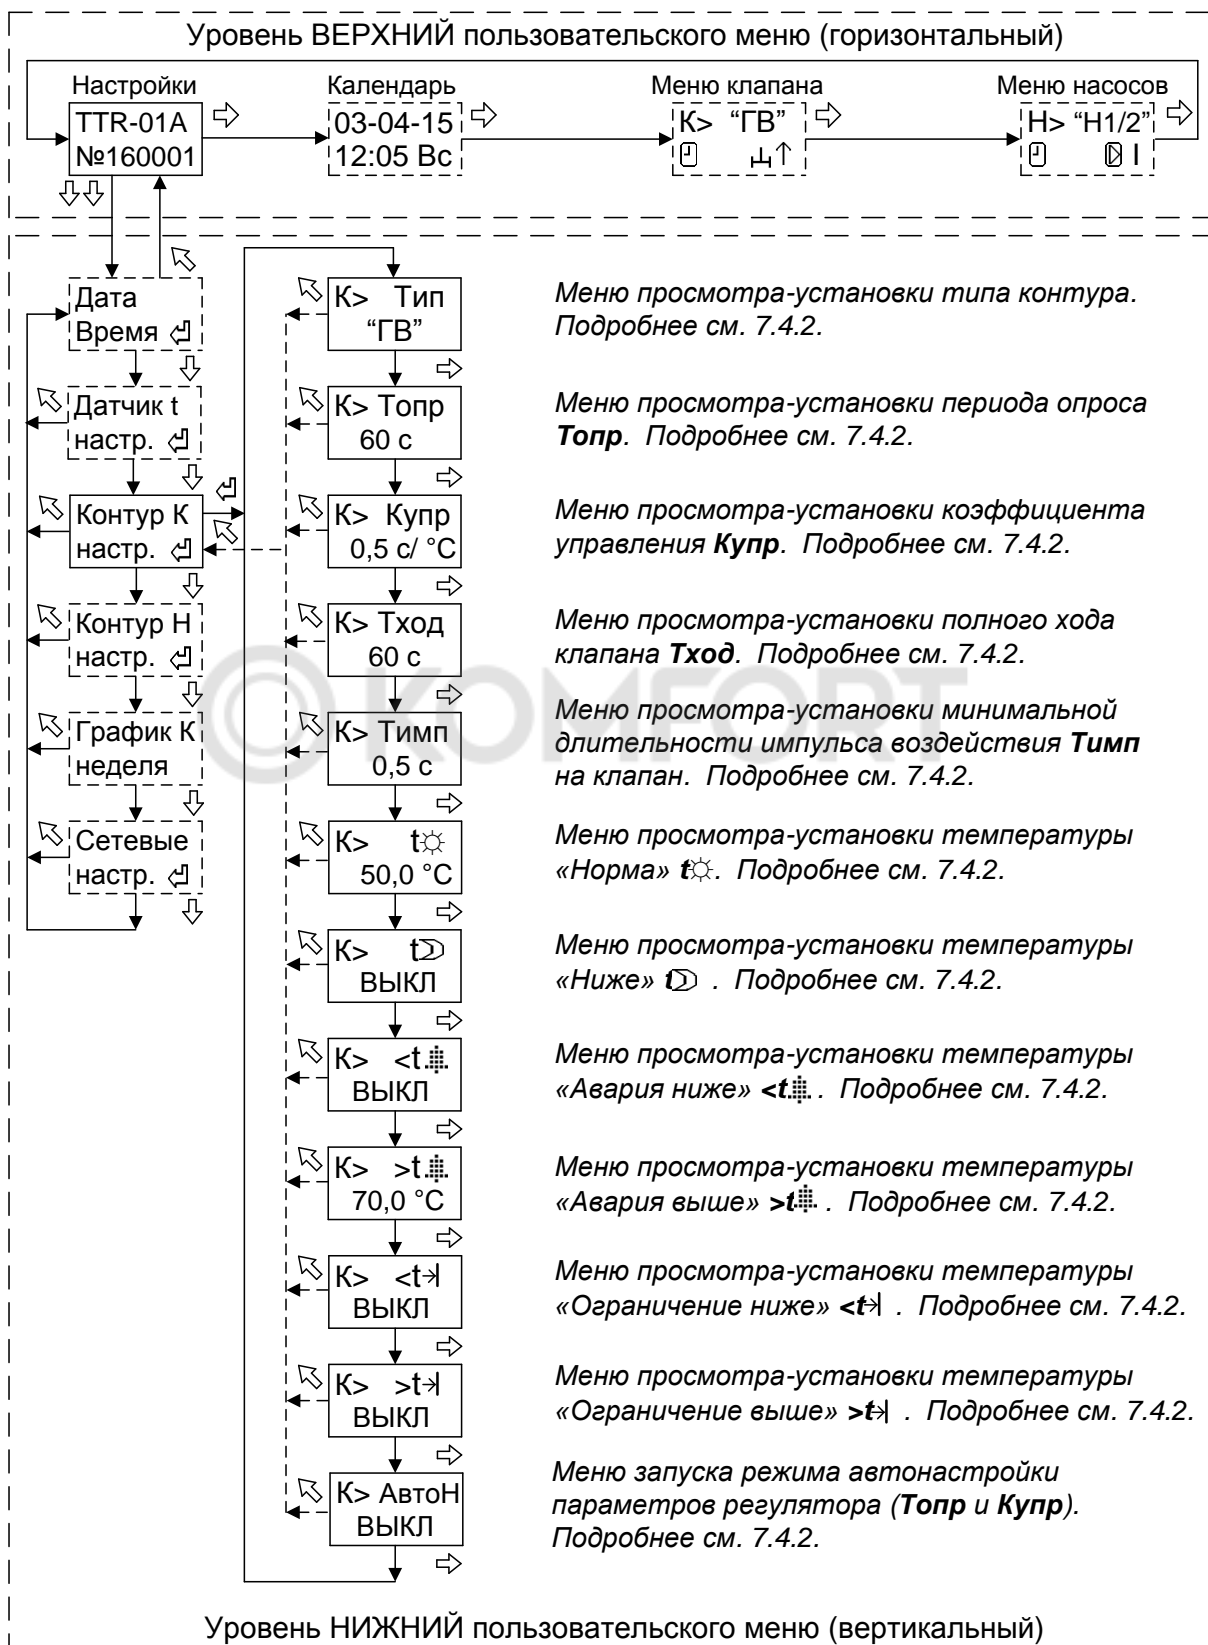 Уровень ВЕРХНИЙ пользовательского меню (горизонтальный)
Настройки
TTR-01A
№160001
Календарь
03-04-15
12:05 Вс
Меню клапана
К> “ГВ”
Меню насосов
Н> “Н1/2”
I
Дата
Время
Датчик t
настр.
Контур К
настр.
Контур Н
настр.
График К
неделя
Сетевые
настр.
К> Тип
“ГВ”
Меню просмотра-установки типа контура.
Подробнее см. 7.4.2.
К> Топр
60 с
Меню просмотра-установки периода опроса
Топр. Подробнее см. 7.4.2.
К> Купр
0,5 с/ °С
Меню просмотра-установки коэффициента
управления Купр. Подробнее см. 7.4.2.
К> Тход
60 с
Меню просмотра-установки полного хода
клапана Тход. Подробнее см. 7.4.2.
К> Тимп
0,5 с
Меню просмотра-установки минимальной
длительности импульса воздействия Тимп
на клапан. Подробнее см. 7.4.2.
К> t☼
50,0 °С
Меню просмотра-установки температуры
«Норма» t☼. Подробнее см. 7.4.2.
К> t
ВЫКЛ
Меню просмотра-установки температуры
«Ниже» t . Подробнее см. 7.4.2.
К> <t
ВЫКЛ
Меню просмотра-установки температуры
«Авария ниже» <t . Подробнее см. 7.4.2.
К> >t
70,0 °С
Меню просмотра-установки температуры
«Авария выше» >t . Подробнее см. 7.4.2.
К> <t
ВЫКЛ
Меню просмотра-установки температуры
«Ограничение ниже» <t . Подробнее см. 7.4.2.
К> >t
ВЫКЛ
Меню просмотра-установки температуры
«Ограничение выше» >t . Подробнее см. 7.4.2.
К> АвтоН
ВЫКЛ
Меню запуска режима автонастройки
параметров регулятора (Топр и Купр).
Подробнее см. 7.4.2.
Уровень НИЖНИЙ пользовательского меню (вертикальный)
KOMFORT